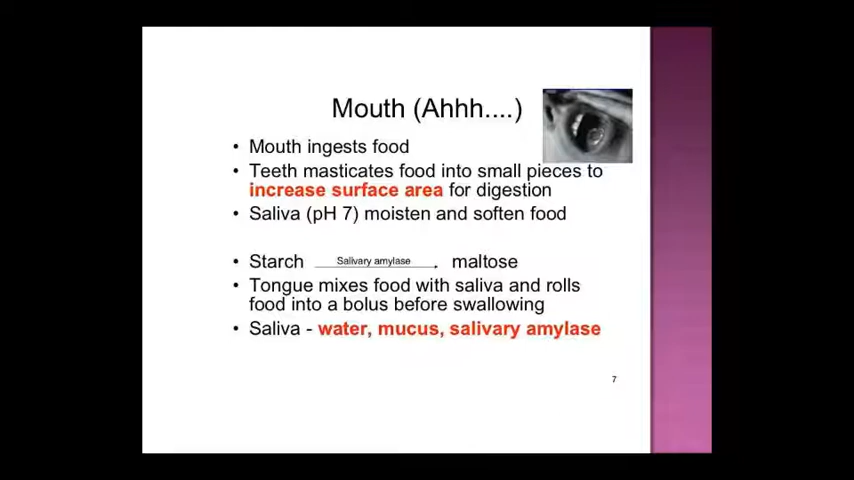 Mouth (Ahhh....)
• Mouth ingests food
• Teeth masticates food into small pieces to
increase surface area for digestion
• Saliva (pH 7) moisten and soften food
• Starch Salivary amylase maltose
• Tongue mixes food with saliva and rolls
food into a bolus before swallowing
• Saliva - water, mucus, salivary amylase
7